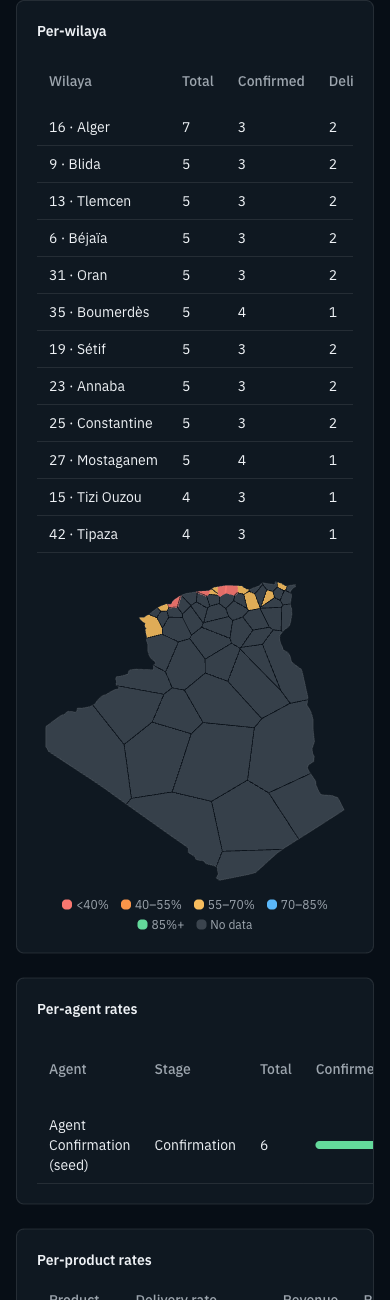 Per-wilaya
Wilaya Total Confirmed Deli
16 · Alger 7 3 2
9 · Blida 5 3 2
13 · Tlemcen 5 3 2
6 · Béjaïa 5 3 2
31 · Oran 5 3 2
35 · Boumerdès 5 4 1
19 · Sétif 5 3 2
23 · Annaba 5 3 2
25 · Constantine 5 3 2
27 · Mostaganem 5 4 1
15 · Tizi Ouzou 4 3 1
42 · Tipaza 4 3 1
<40% 40–55% 55–70% 70–85%
85%+ No data
Per-agent rates
Agent Stage Total Confirme
Agent
Confirmation Confirmation 6
(seed)
Per-product rates
Product Delivery rate Revenue